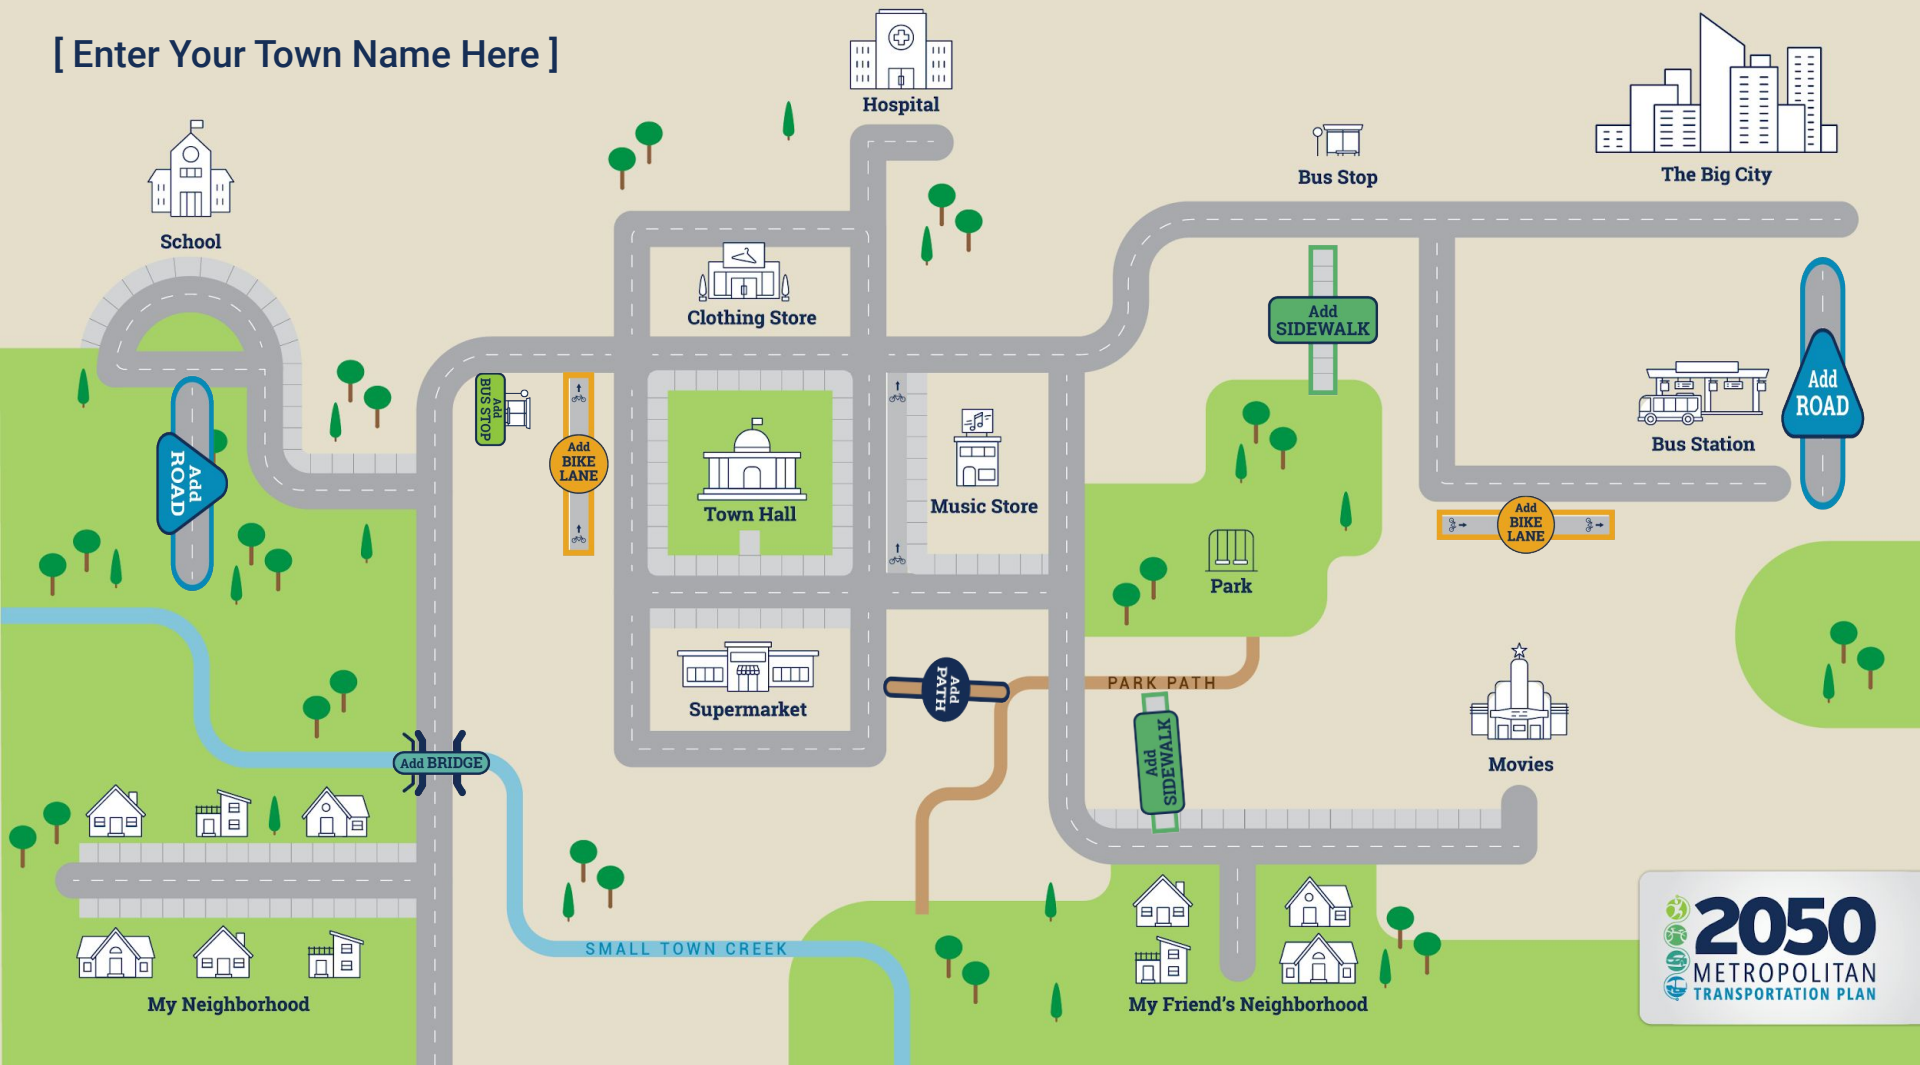 [ Enter Your Town Name Here ]
Hospital
The Big City
Bus Stop
School
Clothing Store
Add
SIDEWALK
Add
ROAD
Add
BUS STOP
Add
BIKE
LANE
Town Hall
Music Store
Bus Station
Add
ROAD
Add
BIKE
LANE
Park
Supermarket
Add
PATH
PARK PATH
Add
SIDEWALK
Movies
Add BRIDGE
SMALL TOWN CREEK
My Neighborhood
My Friend's Neighborhood
2050
METROPOLITAN
TRANSPORTATION PLAN